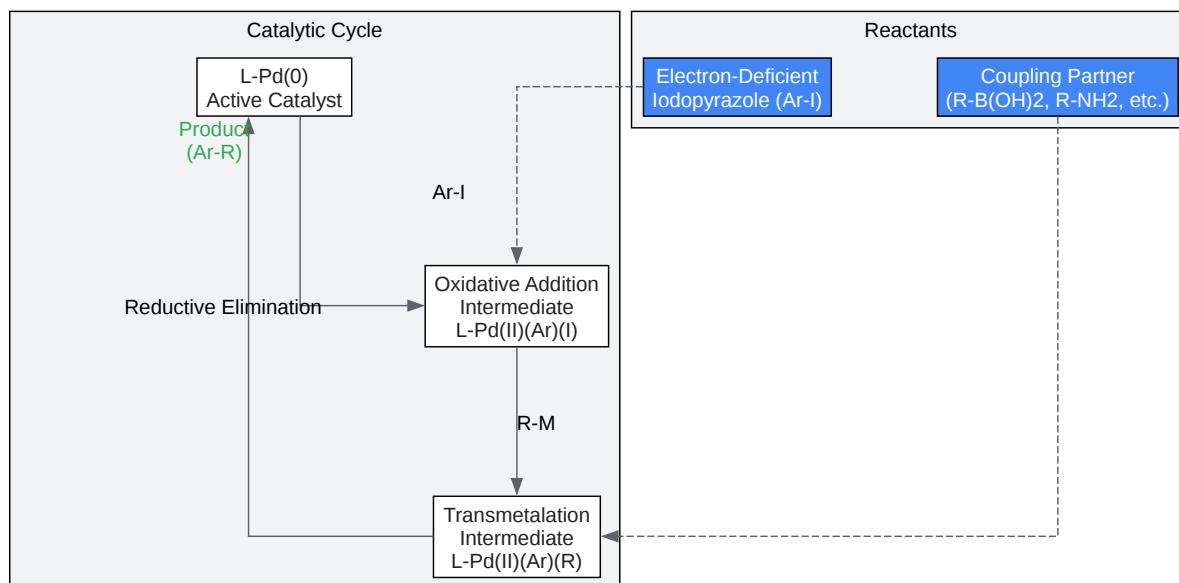 Catalytic Cycle
Reactants
L-Pd(0)
Active Catalyst
Electron-Deficient
Iodopyrazole (Ar-I)
Coupling Partner
(R-B(OH)2, R-NH2, etc.)
Product
(Ar-R)
Ar-I
Oxidative Addition
Intermediate
L-Pd(II)(Ar)(I)
Reductive Elimination
R-M
Transmetalation
Intermediate
L-Pd(II)(Ar)(R)